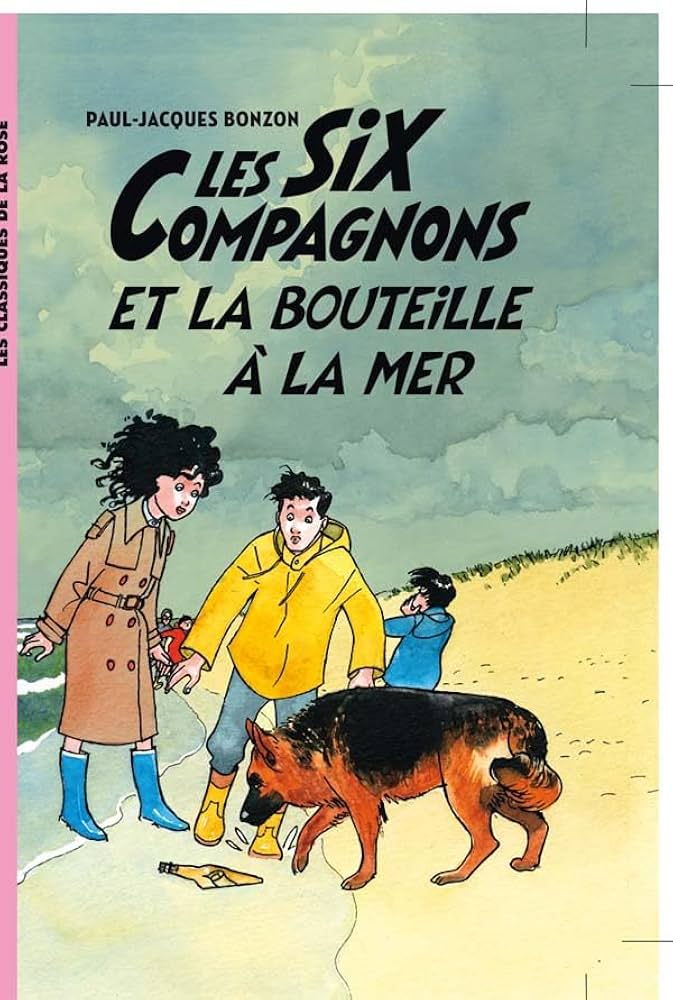 PAUL-JACQUES BONZON
LES SiX
COMPAGNONS
ET LA BOUTEiLLE
À LA MER
LES CLASSIQUES DE LA ROSE